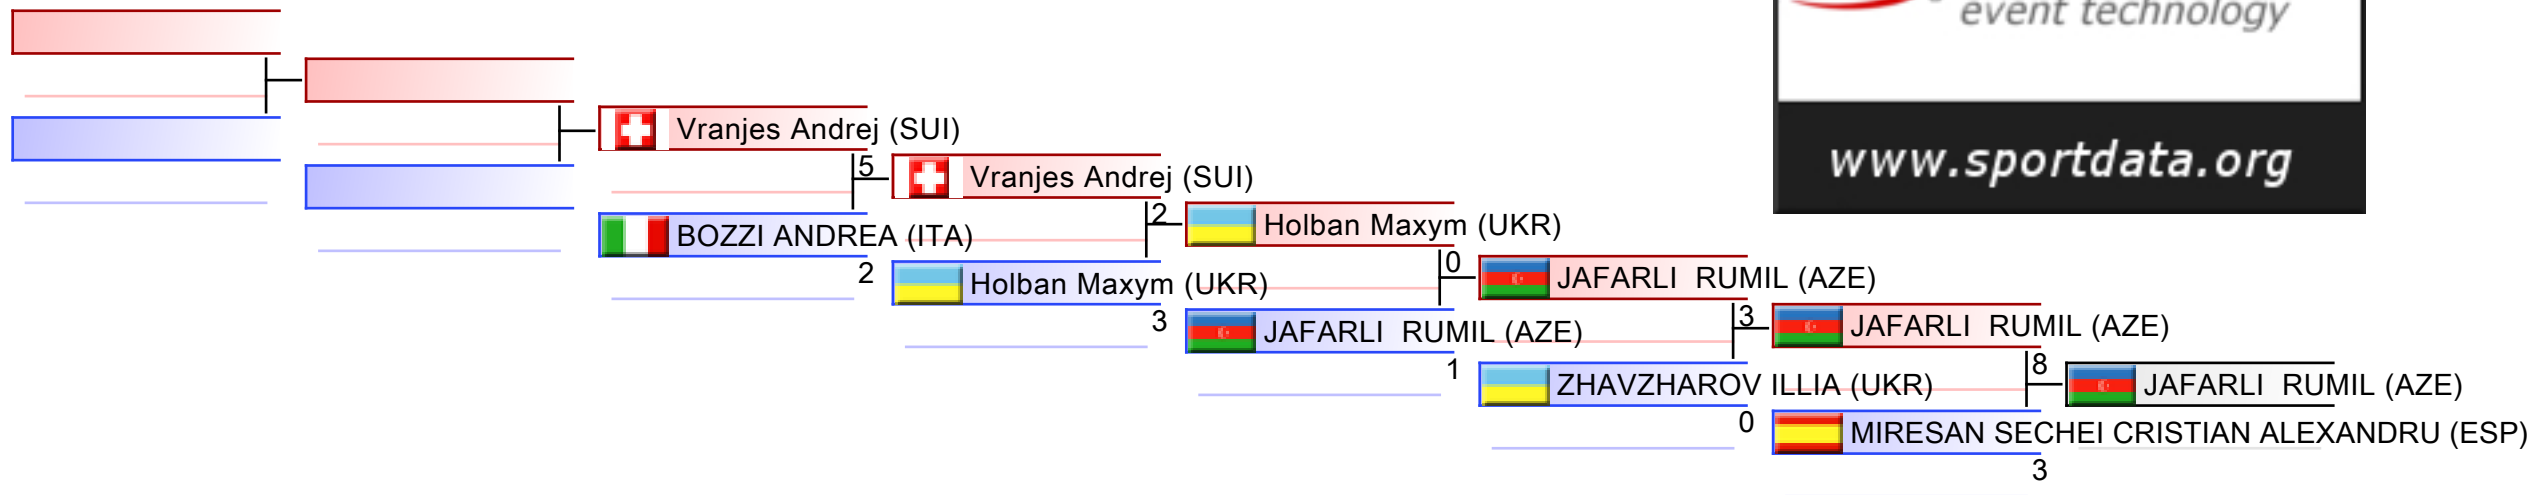 event technology
www.sportdata.org
Vranjes Andrej (SUI)
5
BOZZI ANDREA (ITA)
2
Vranjes Andrej (SUI)
2
Holban Maxym (UKR)
3
Holban Maxym (UKR)
0
JAFARLI  RUMIL (AZE)
1
JAFARLI  RUMIL (AZE)
3
ZHAVZHAROV ILLIA (UKR)
0
JAFARLI  RUMIL (AZE)
8
MIRESAN SECHEI CRISTIAN ALEXANDRU (ESP)
3
JAFARLI  RUMIL (AZE)